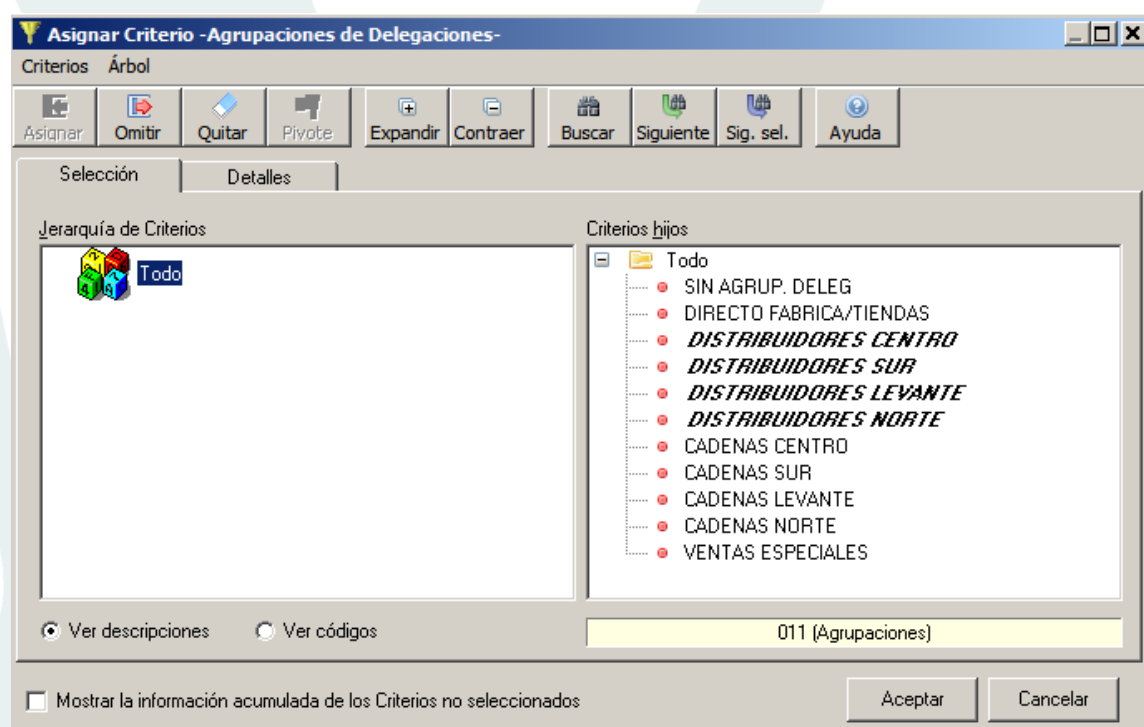 Asignar Criterio -Agrupaciones de Delegaciones-
Criterios Árbol
Asignar Omitir Quitar Pivote Expandir Contraer Buscar Siguiente Sig. sel. Ayuda
Selección Detalles
Jerarquía de Criterios
Todo
Criterios hijos
Todo
SIN AGRUP. DELEG
DIRECTO FABRICA/TIENDAS
DISTRIBUIDORES CENTRO
DISTRIBUIDORES SUR
DISTRIBUIDORES LEVANTE
DISTRIBUIDORES NORTE
CADENAS CENTRO
CADENAS SUR
CADENAS LEVANTE
CADENAS NORTE
VENTAS ESPECIALES
Ver descripciones Ver códigos
011 (Agrupaciones)
Mostrar la información acumulada de los Criterios no seleccionados
Aceptar Cancelar